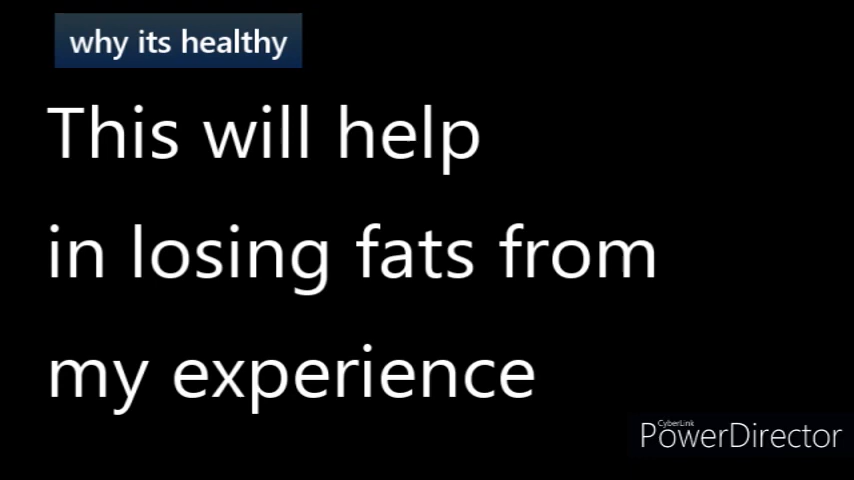 why its healthy
This will help
in losing fats from
my experience
CyberLink
PowerDirector